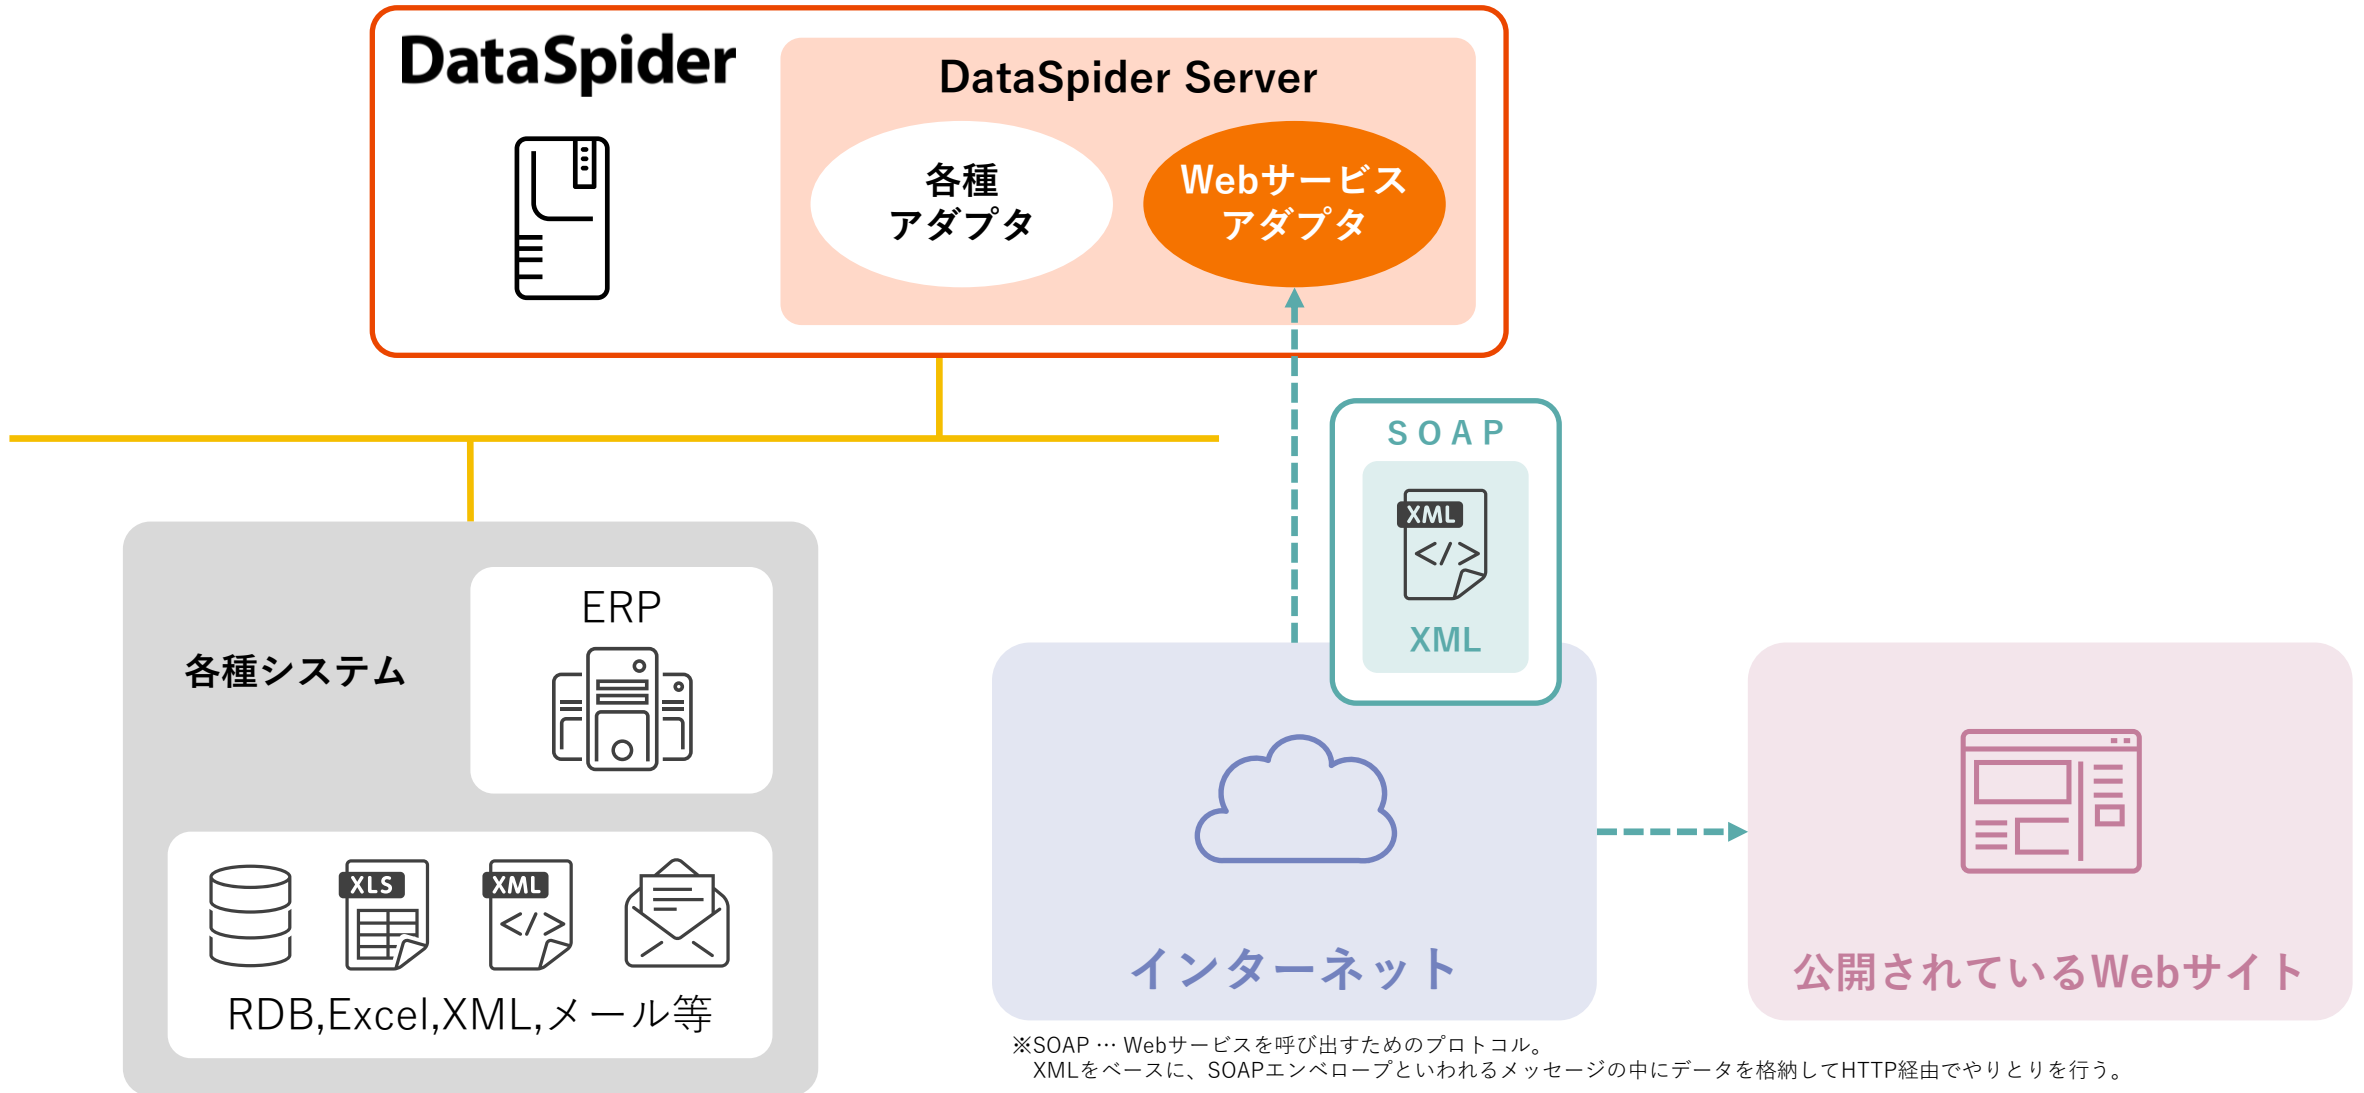 DataSpider
DataSpider Server
各種
アダプタ
Webサービス
アダプタ
SOAP
XML
XML
ERP
各種システム
XLS
XML
RDB,Excel,XML,メール等
インターネット
公開されているWebサイト
※SOAP … Webサービスを呼び出すためのプロトコル。
XMLをベースに、SOAPエンベロープといわれるメッセージの中にデータを格納してHTTP経由でやりとりを行う。